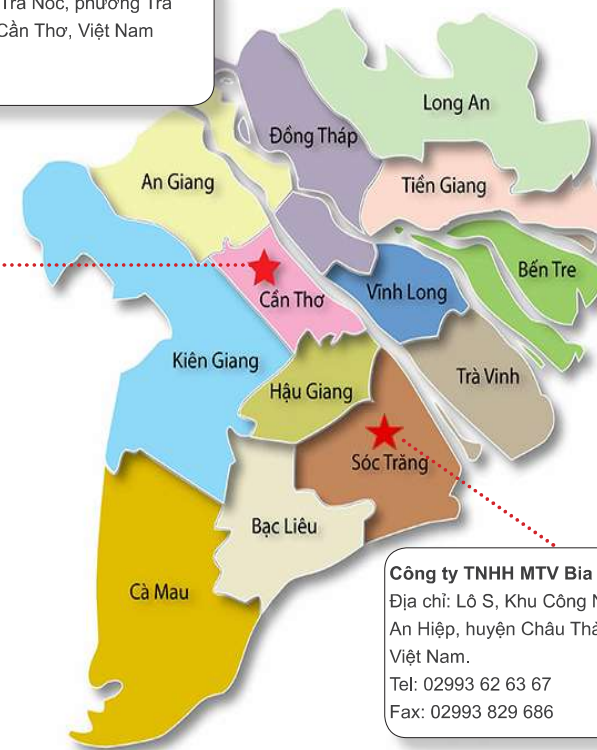 Trà Nóc, phường Trà
Cần Thơ, Việt Nam
Long An
Đồng Tháp
An Giang
Tiền Giang
Bến Tre
Cần Thơ
Vĩnh Long
Kiên Giang
Hậu Giang
Trà Vinh
Sóc Trăng
Bạc Liêu
Cà Mau
Công ty TNHH MTV Bia
Địa chỉ: Lô S, Khu Công N
An Hiệp, huyện Châu Thà
Việt Nam.
Tel: 02993 62 63 67
Fax: 02993 829 686